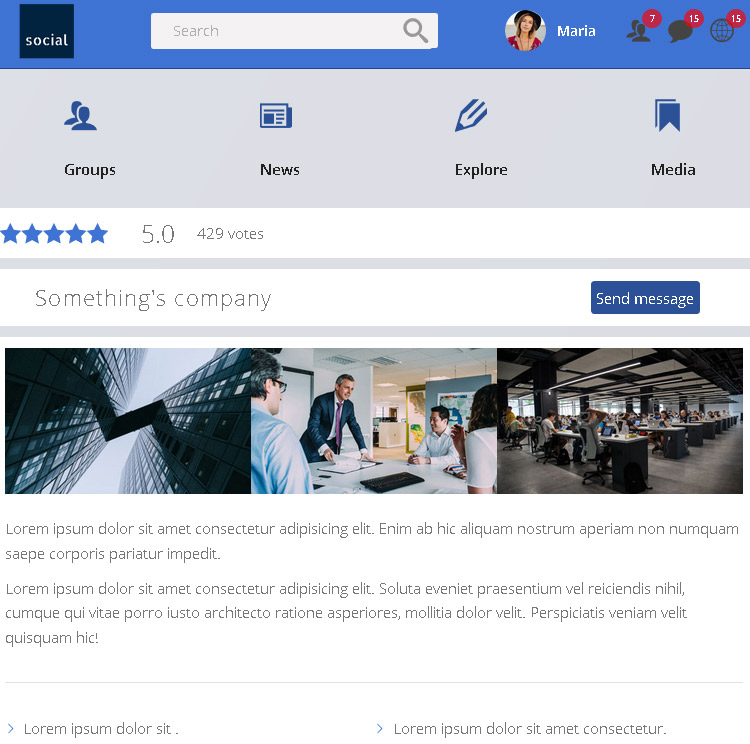 social
Search
Maria
7
15
15
Groups
News
Explore
Media
5.0
429 votes
Something's company
Send message
Lorem ipsum dolor sit amet consectetur adipisicing elit. Enim ab hic aliquam nostrum aperiam non numquam
saepe corporis pariatur impedit.
Lorem ipsum dolor sit amet consectetur adipisicing elit. Soluta eveniet praesentium vel reiciendis nihil,
cumque qui vitae porro iusto architecto ratione asperiores, mollitia dolor velit. Perspiciatis veniam velit
quisquam hic!
Lorem ipsum dolor sit .
Lorem ipsum dolor sit amet consectetur.